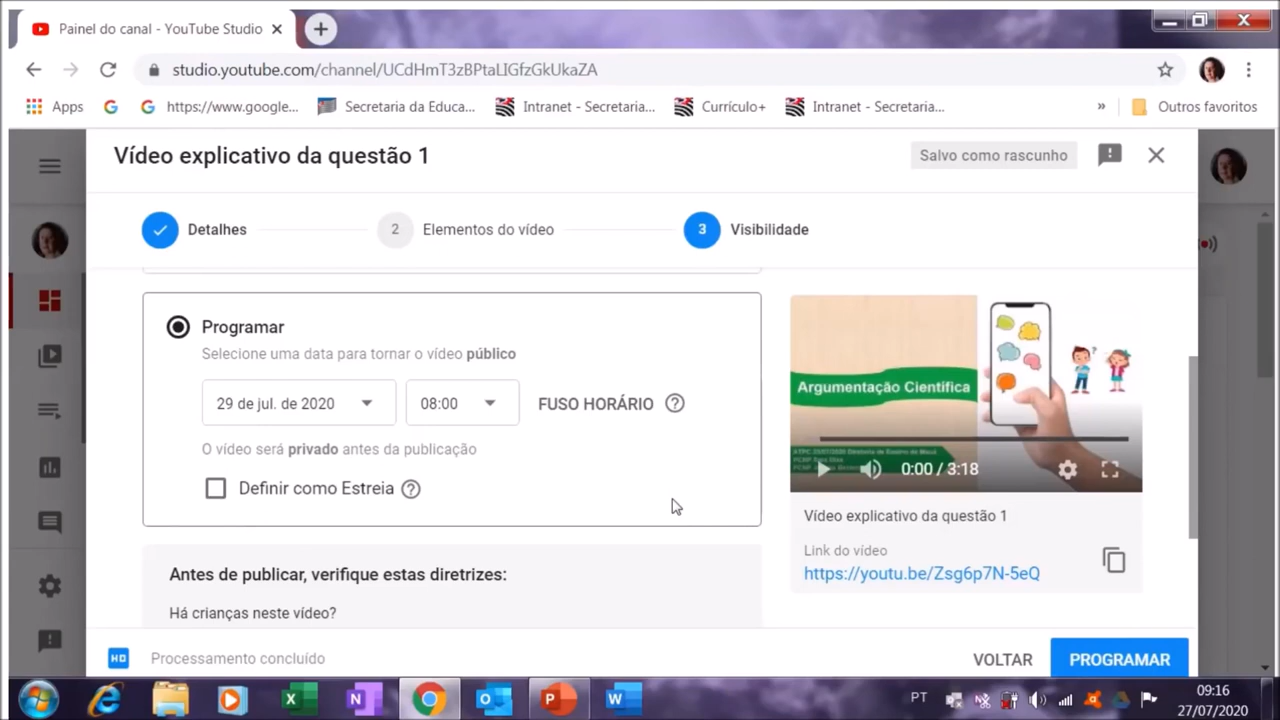 Painel do canal - YouTube Studio
studio.youtube.com/channel/UCdHmT3zBPtaLIGfzGkUkaZA
Apps
https://www.google...
Secretaria da Educa...
Intranet - Secretaria...
Currículo+
Intranet - Secretaria...
»
Outros favoritos
Vídeo explicativo da questão 1
Salvo como rascunho
Detalhes
2
Elementos do vídeo
3
Visibilidade
Programar
Selecione uma data para tornar o vídeo público
29 de jul. de 2020
08:00
FUSO HORÁRIO
O vídeo será privado antes da publicação
Definir como Estreia
Antes de publicar, verifique estas diretrizes:
Há crianças neste vídeo?
Argumentação Científica
0:00 / 3:18
Vídeo explicativo da questão 1
Link do vídeo
https://youtu.be/Zsg6p7N-5eQ
HD
Processamento concluído
VOLTAR
PROGRAMAR
PT
09:16
27/07/2020